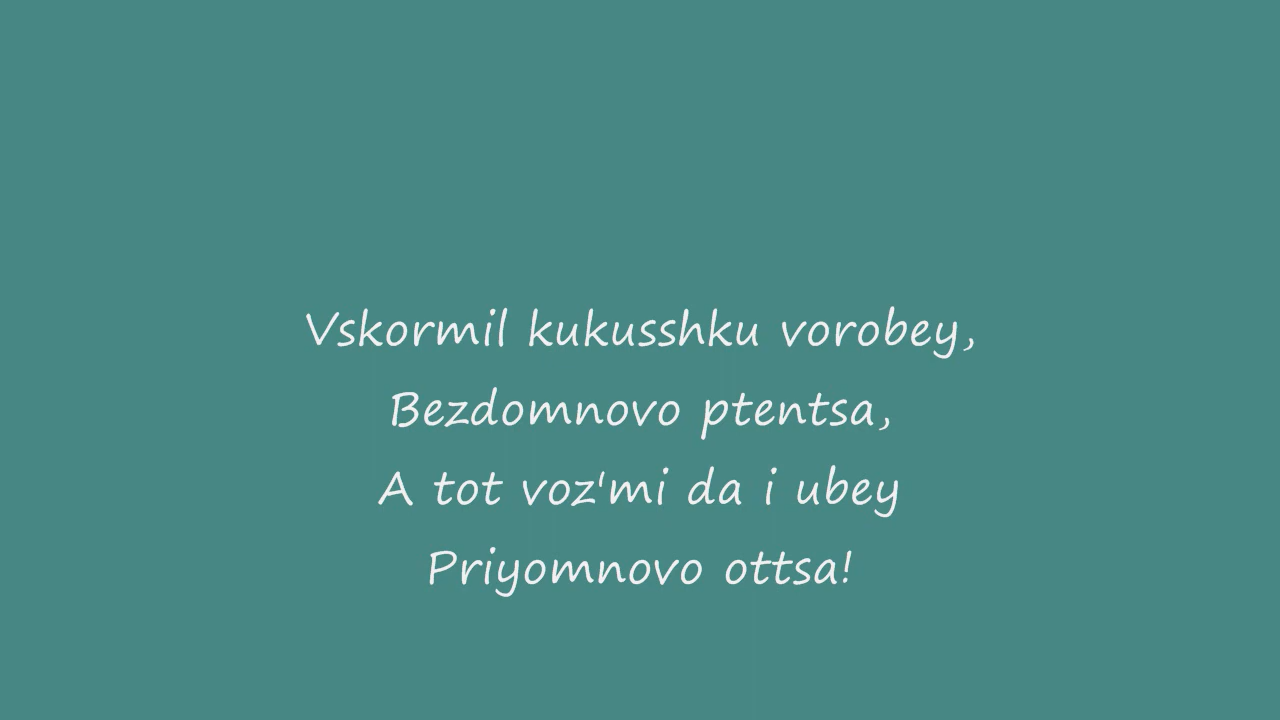 Vskormil kukusshku vorobey,
Bezdomnovo ptentsa,
A tot voz'mi da i ubey
Priyomnovo ottsa!